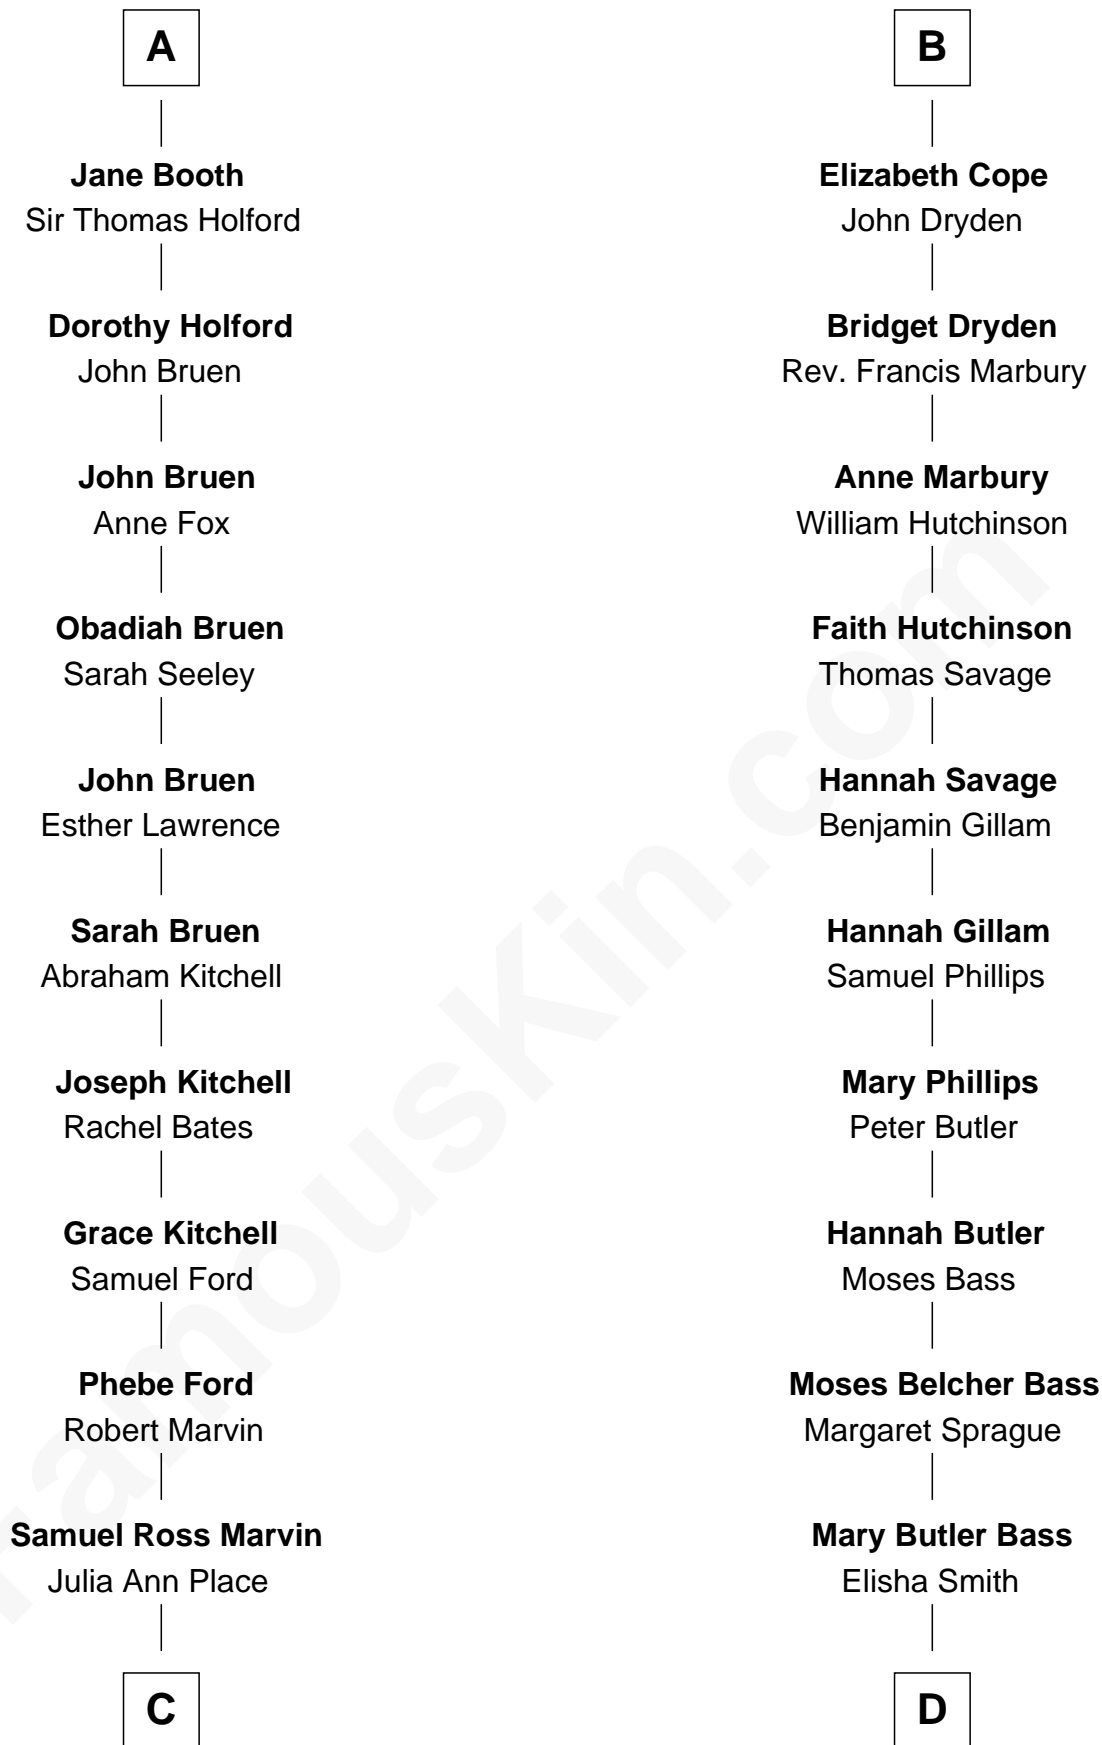 A
Jane Booth
Sir Thomas Holford
Dorothy Holford
John Bruen
John Bruen
Anne Fox
Obadiah Bruen
Sarah Seeley
John Bruen
Esther Lawrence
Sarah Bruen
Abraham Kitchell
Joseph Kitchell
Rachel Bates
Grace Kitchell
Samuel Ford
Phebe Ford
Robert Marvin
Samuel Ross Marvin
Julia Ann Place
C
B
Elizabeth Cope
John Dryden
Bridget Dryden
Rev. Francis Marbury
Anne Marbury
William Hutchinson
Faith Hutchinson
Thomas Savage
Hannah Savage
Benjamin Gillam
Hannah Gillam
Samuel Phillips
Mary Phillips
Peter Butler
Hannah Butler
Moses Bass
Moses Belcher Bass
Margaret Sprague
Mary Butler Bass
Elisha Smith
D
FamousKin.com